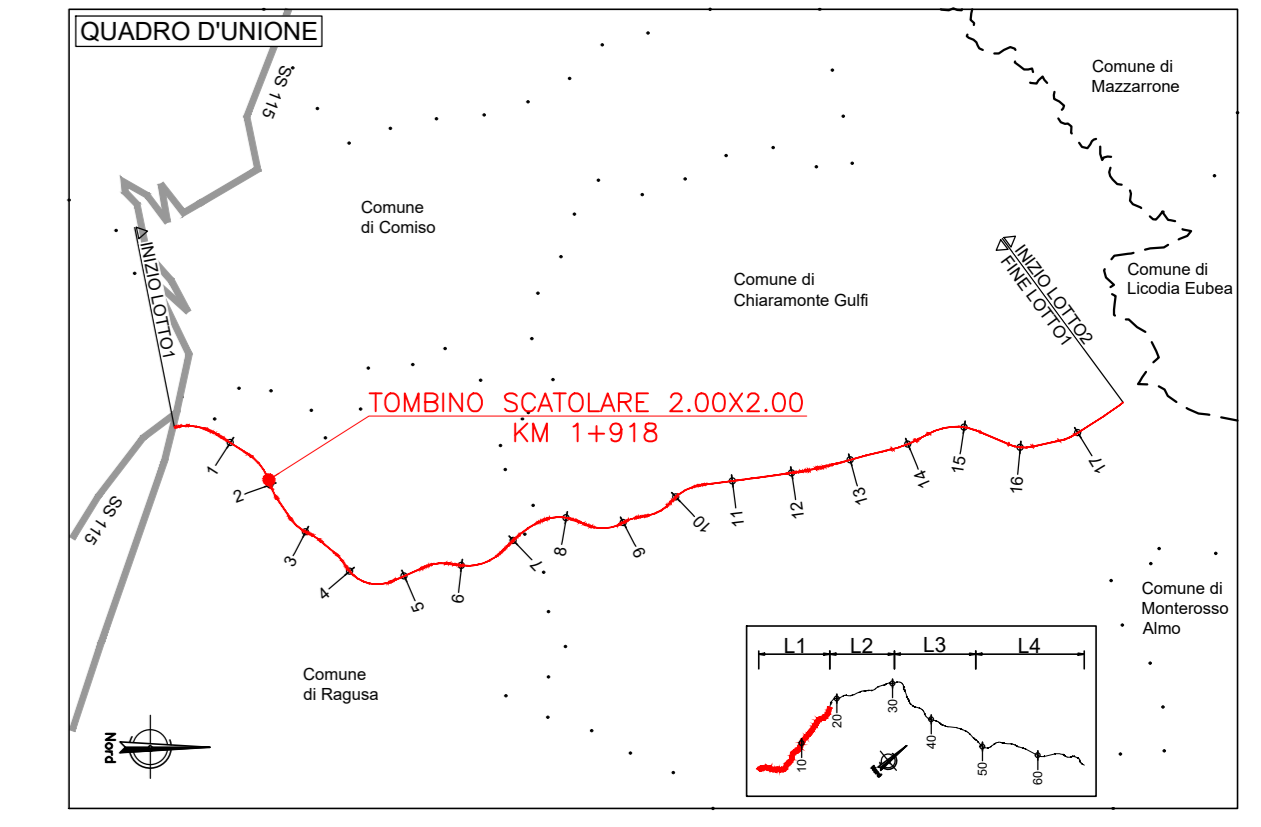 QUADRO D'UNIONE
SS 115
Comune di
Mazzarrone
Comune
di Comiso
INIZIO LOTTO1
Comune di
Chiaramonte Gulfi
INIZIO LOTTO2
FINE LOTTO1
Comune di
Licodia Eubea
TOMBINO SCATOLARE 2.00X2.00
KM 1+918
1
2
3
4
5
6
7
8
9
10
11
12
13
14
15
16
17
SS 115
Comune di
Monterosso
Almo
Comune
di Ragusa
Nord
L1
L2
L3
L4
10
20
30
40
50
60